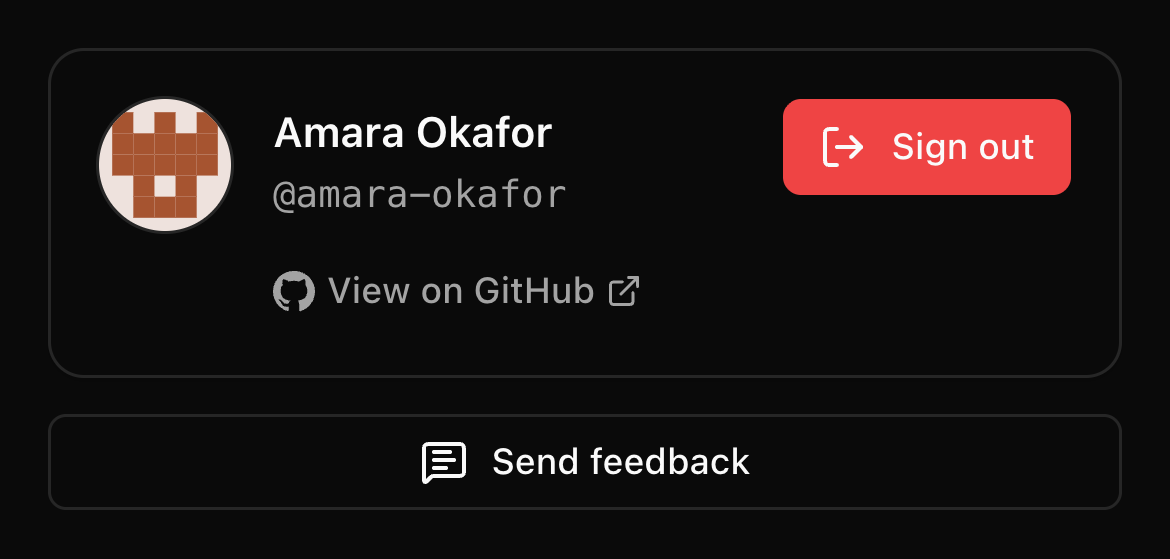 Amara Okafor
@amara-okafor
Sign out
View on GitHub
Send feedback